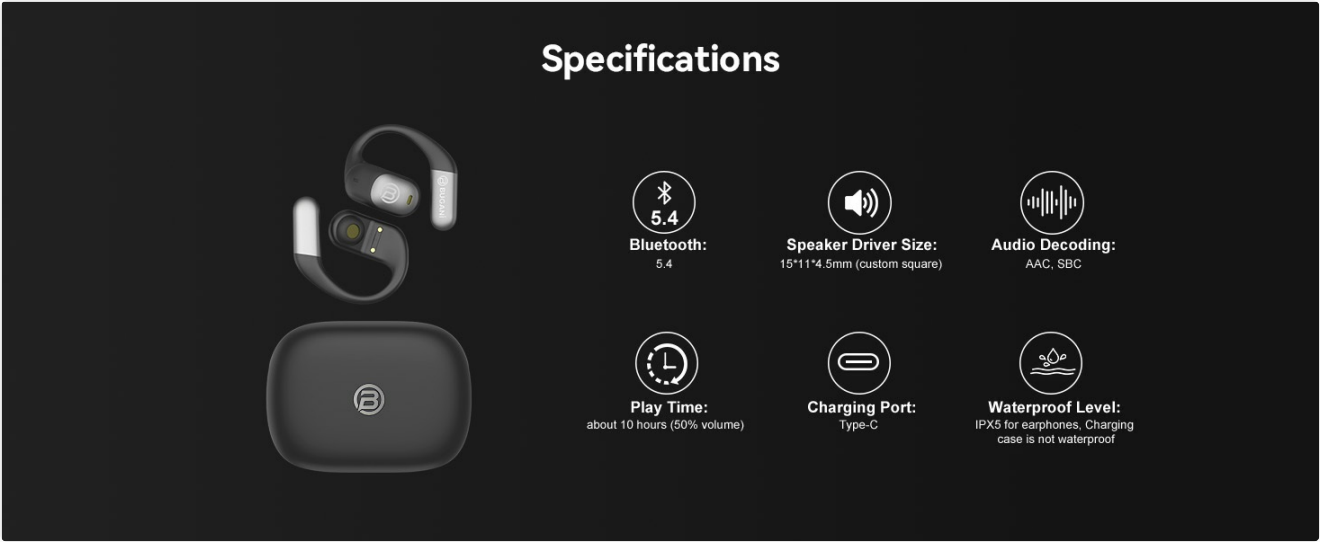 Specifications
BUGANI
5.4
Bluetooth:
5.4
Speaker Driver Size:
15*11*4.5mm (custom square)
Audio Decoding:
AAC, SBC
Play Time:
about 10 hours (50% volume)
Charging Port:
Type-C
Waterproof Level:
IPX5 for earphones, Charging
case is not waterproof